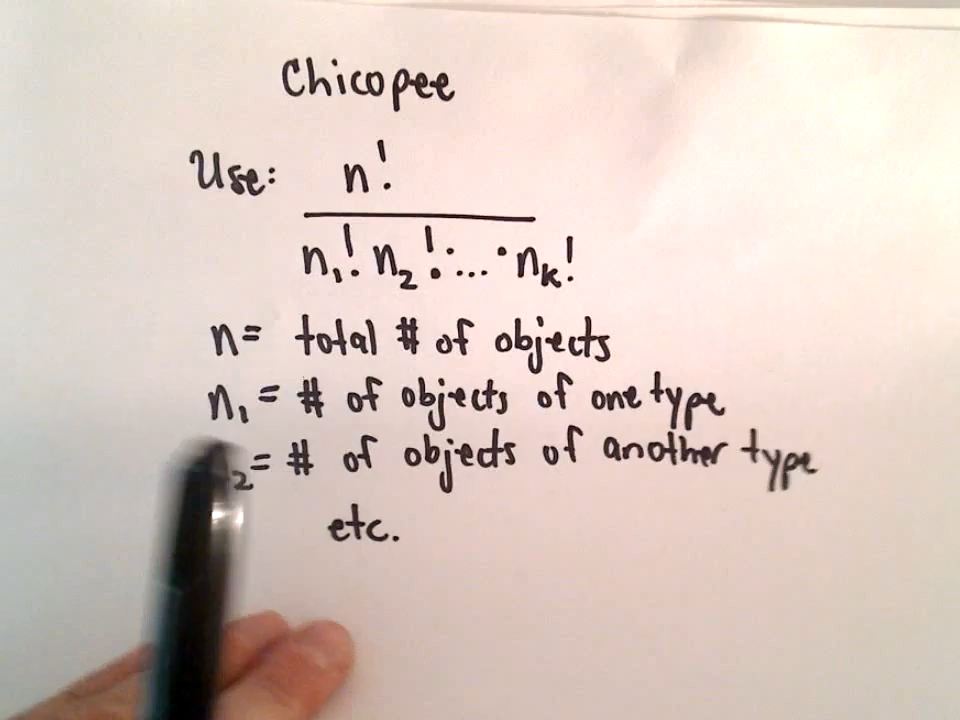 Chicopee
Use: n!
n₁! n₂! · ... · nₖ!
n = total # of objects
n₁ = # of objects of one type
₂ = # of objects of another type
etc.